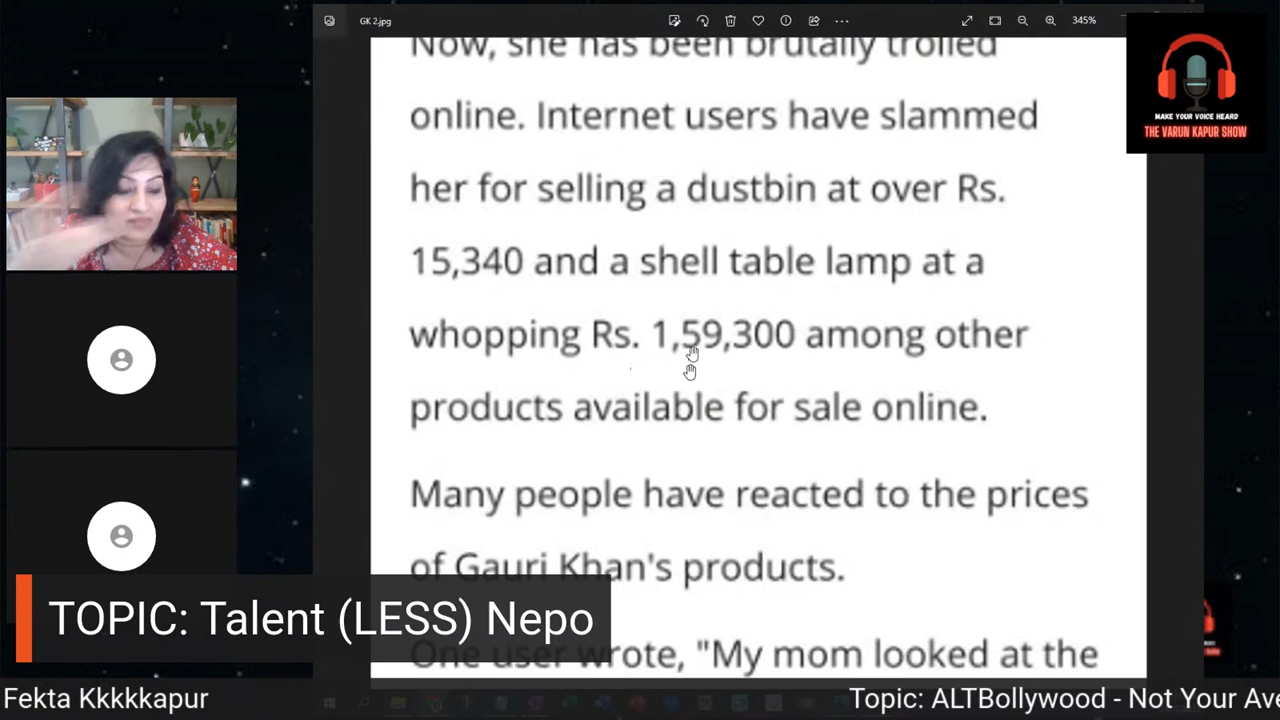 GK 2.jpg
345%
Now, she has been brutally trolled
online. Internet users have slammed
her for selling a dustbin at over Rs.
15,340 and a shell table lamp at a
whopping Rs. 1,59,300 among other
products available for sale online.
Many people have reacted to the prices
of Gauri Khan's products.
One user wrote, "My mom looked at the
MAKE YOUR VOICE HEARD
THE VARUN KAPUR SHOW
TOPIC: Talent (LESS) Nepo
Fekta Kkkkkapur
Topic: ALTBollywood - Not Your Ave